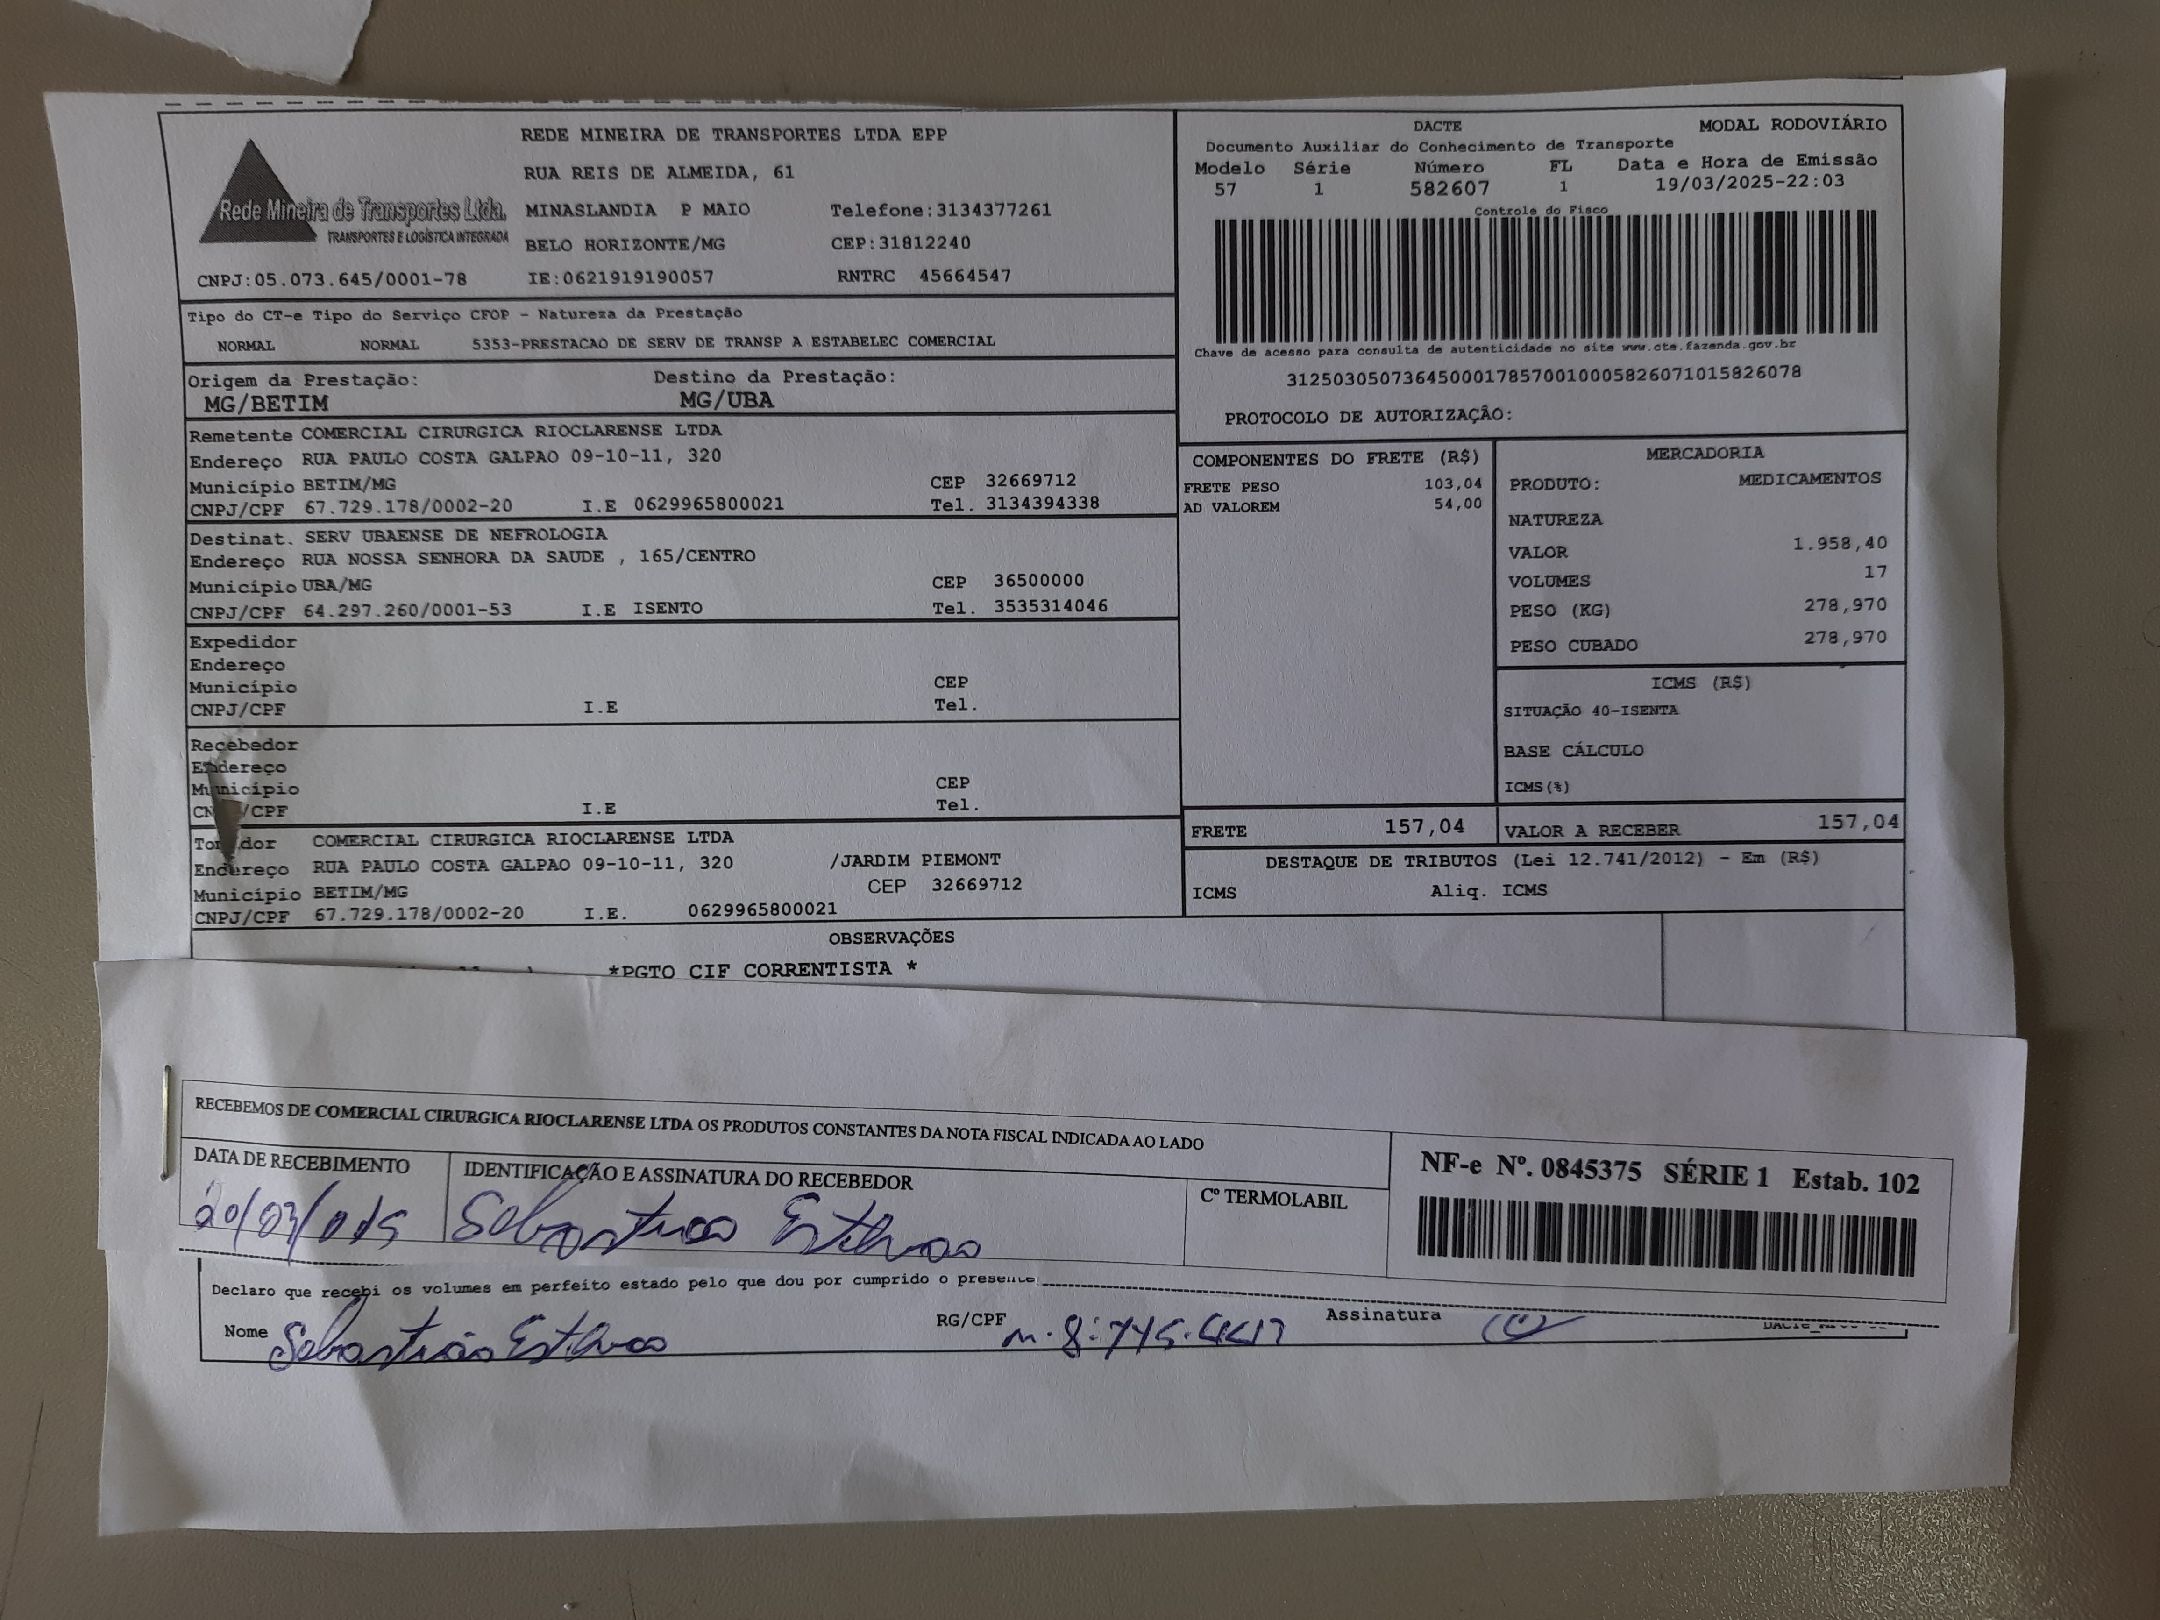 REDE MINEIRA DE TRANSPORTES LTDA EPP
RUA REIS DE ALMEIDA, 61
Rede Mineira de Transportes Ltda.
TRANSPORTES E LOGÍSTICA INTEGRADA
MINASLANDIA P MAIO Telefone:3134377261
BELO HORIZONTE/MG CEP:31812240
CNPJ:05.073.645/0001-78 IE:0621919190057 RNTRC 45664547
DACTE MODAL RODOVIÁRIO
Documento Auxiliar do Conhecimento de Transporte
Modelo Série Número FL Data e Hora de Emissão
57 1 582607 1 19/03/2025-22:03
Controle do Fisco
Chave de acesso para consulta de autenticidade no site www.cte.fazenda.gov.br
31250305073645000178570010005826071015826078
PROTOCOLO DE AUTORIZAÇÃO:
Tipo do CT-e Tipo do Serviço CFOP - Natureza da Prestação
NORMAL NORMAL 5353-PRESTACAO DE SERV DE TRANSP A ESTABELEC COMERCIAL
Origem da Prestação: Destino da Prestação:
MG/BETIM MG/UBA
Remetente COMERCIAL CIRURGICA RIOCLARENSE LTDA
Endereço RUA PAULO COSTA GALPAO 09-10-11, 320
Município BETIM/MG CEP 32669712
CNPJ/CPF 67.729.178/0002-20 I.E 0629965800021 Tel. 3134394338
Destinat. SERV UBAENSE DE NEFROLOGIA
Endereço RUA NOSSA SENHORA DA SAUDE , 165/CENTRO
Município UBA/MG CEP 36500000
CNPJ/CPF 64.297.260/0001-53 I.E ISENTO Tel. 3535314046
Expedidor
Endereço
Município CEP
CNPJ/CPF I.E Tel.
Recebedor
Endereço
Município CEP
CNPJ/CPF I.E Tel.
Tomador COMERCIAL CIRURGICA RIOCLARENSE LTDA
Endereço RUA PAULO COSTA GALPAO 09-10-11, 320 /JARDIM PIEMONT
Município BETIM/MG CEP 32669712
CNPJ/CPF 67.729.178/0002-20 I.E. 0629965800021
COMPONENTES DO FRETE (R$)
FRETE PESO 103,04
AD VALOREM 54,00
MERCADORIA
PRODUTO: MEDICAMENTOS
NATUREZA
VALOR 1.958,40
VOLUMES 17
PESO (KG) 278,970
PESO CUBADO 278,970
ICMS (R$)
SITUAÇÃO 40-ISENTA
BASE CÁLCULO
ICMS(%)
FRETE 157,04 VALOR A RECEBER 157,04
DESTAQUE DE TRIBUTOS (Lei 12.741/2012) - Em (R$)
ICMS Aliq. ICMS
OBSERVAÇÕES
*PGTO CIF CORRENTISTA *
RECEBEMOS DE COMERCIAL CIRURGICA RIOCLARENSE LTDA OS PRODUTOS CONSTANTES DA NOTA FISCAL INDICADA AO LADO
DATA DE RECEBIMENTO IDENTIFICAÇÃO E ASSINATURA DO RECEBEDOR
Cº TERMOLABIL
NF-e Nº. 0845375 SÉRIE 1 Estab. 102
Declaro que recebi os volumes em perfeito estado pelo que dou por cumprido o presente
Nome Sebastião RG/CPF Assinatura